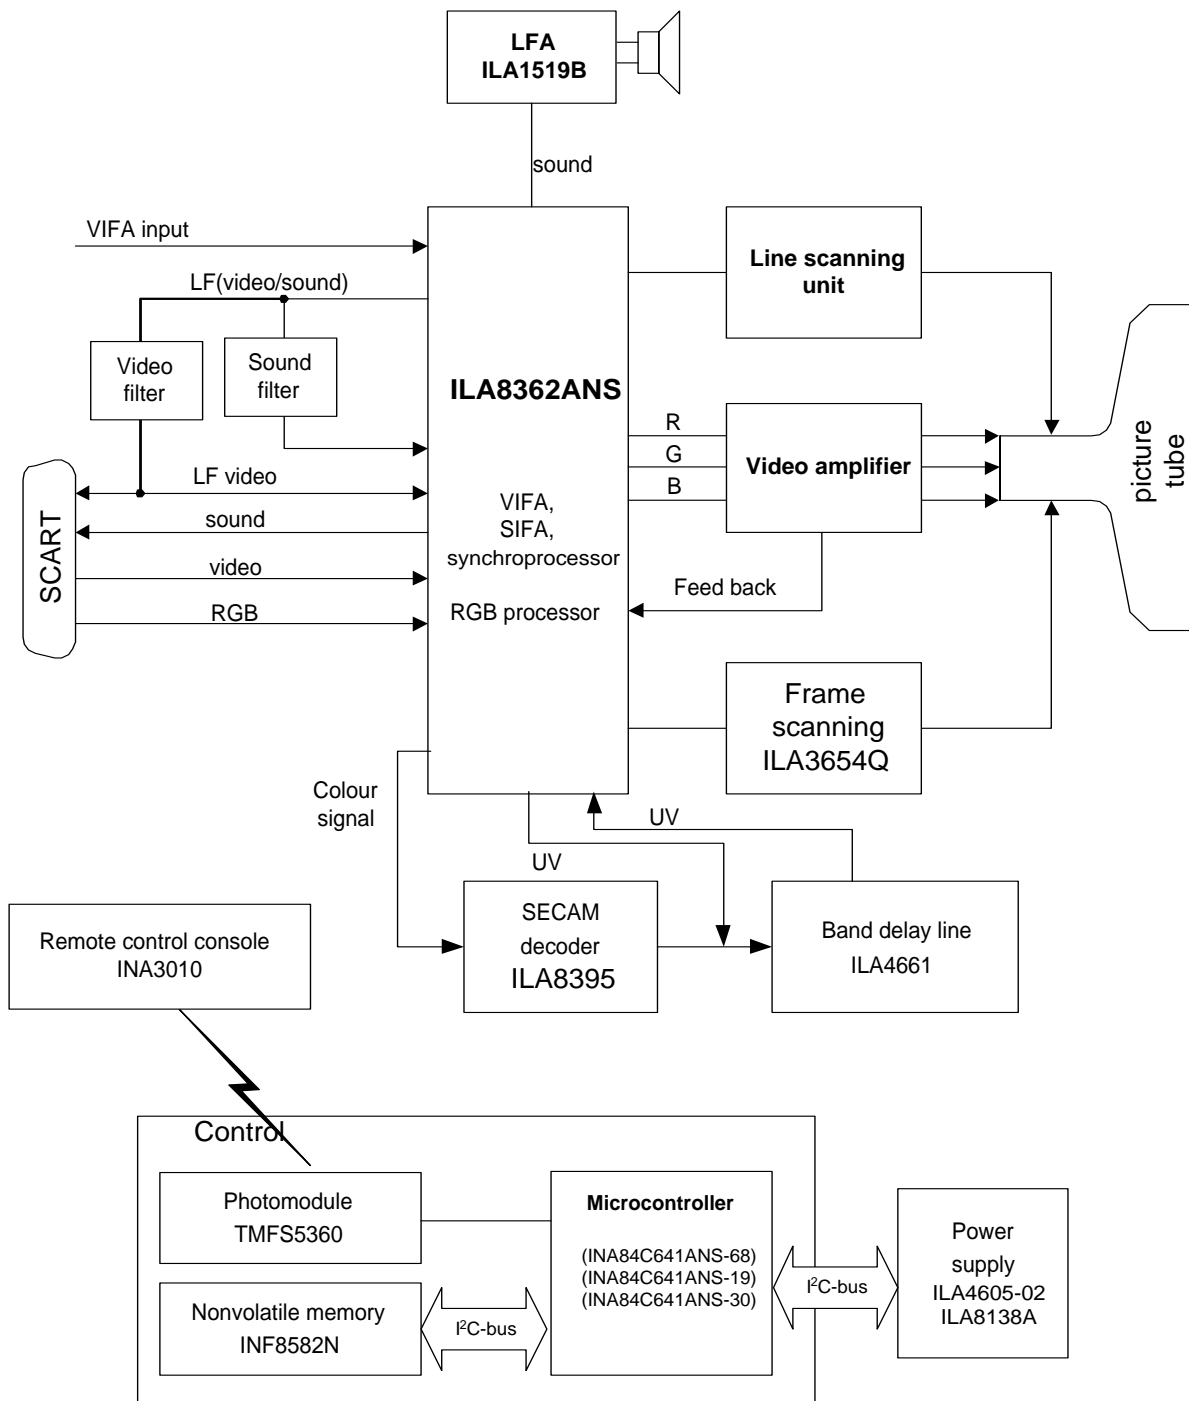 LFA
ILA1519B
sound
VIFA input
LF(video/sound)
Video
filter
Sound
filter
LF video
sound
video
RGB
SCART
ILA8362ANS
VIFA,
SIFA,
synchroprocessor
RGB processor
Line scanning
unit
R
G
B
Video amplifier
Feed back
picture
tube
Frame
scanning
ILA3654Q
Colour
signal
UV
UV
SECAM
decoder
ILA8395
Band delay line
ILA4661
Remote control console
INA3010
Control
Photomodule
TMFS5360
Nonvolatile memory
INF8582N
I²C-bus
Microcontroller
(INA84C641ANS-68)
(INA84C641ANS-19)
(INA84C641ANS-30)
I²C-bus
Power
supply
ILA4605-02
ILA8138A